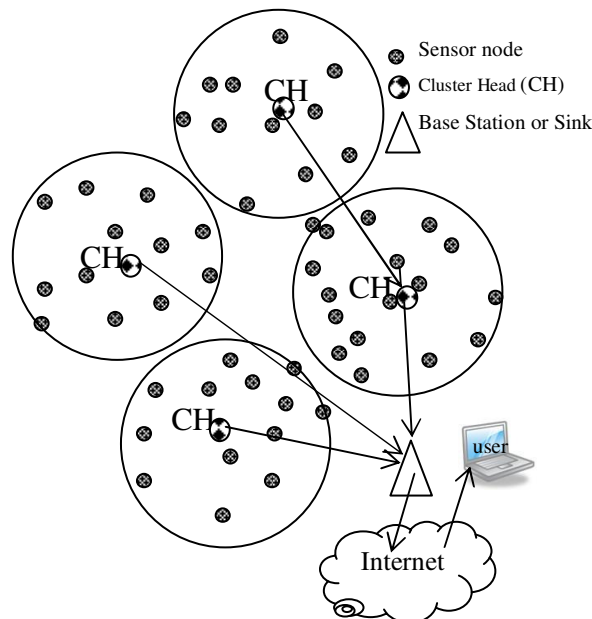 Sensor node
CH
Cluster Head (CH)
Base Station or Sink
CH
CH
CH
user
Internet